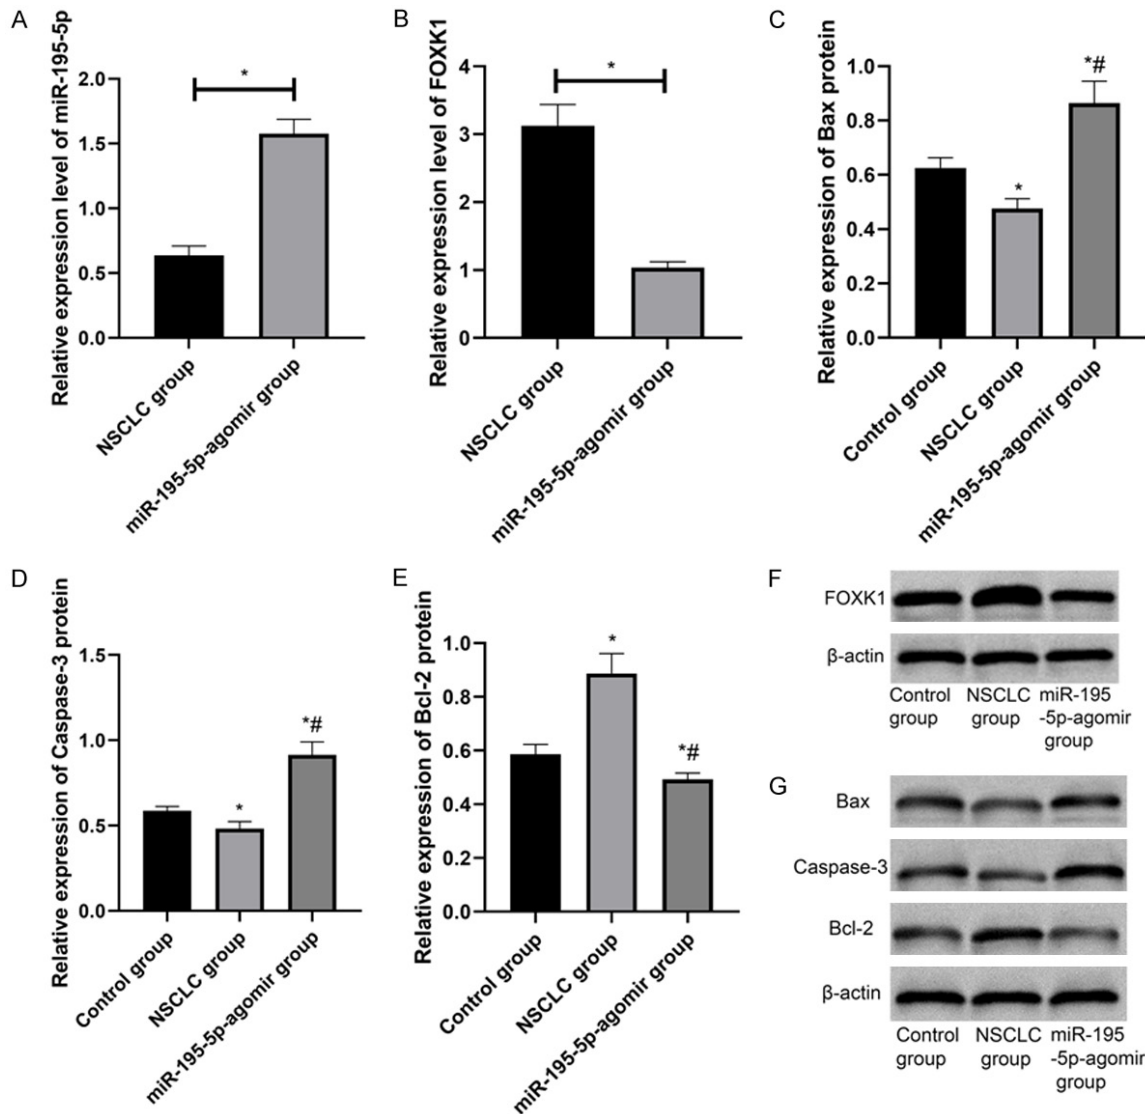 A
Relative expression level of miR-195-5p
2.0
1.5
1.0
0.5
0.0
*
NSCLC group
miR-195-5p-agomir group
B
Relative expression level of FOXK1
4
3
2
1
0
*
NSCLC group
miR-195-5p-agomir group
C
Relative expression of Bax protein
1.0
0.8
0.6
0.4
0.2
0.0
*
*#
Control group
NSCLC group
miR-195-5p-agomir group
D
Relative expression of Caspase-3 protein
1.5
1.0
0.5
0.0
*
*#
Control group
NSCLC group
miR-195-5p-agomir group
E
Relative expression of Bcl-2 protein
1.0
0.8
0.6
0.4
0.2
0.0
*
*#
Control group
NSCLC group
miR-195-5p-agomir group
F
FOXK1
β-actin
Control
group
NSCLC
group
miR-195
-5p-agomir
group
G
Bax
Caspase-3
Bcl-2
β-actin
Control
group
NSCLC
group
miR-195
-5p-agomir
group